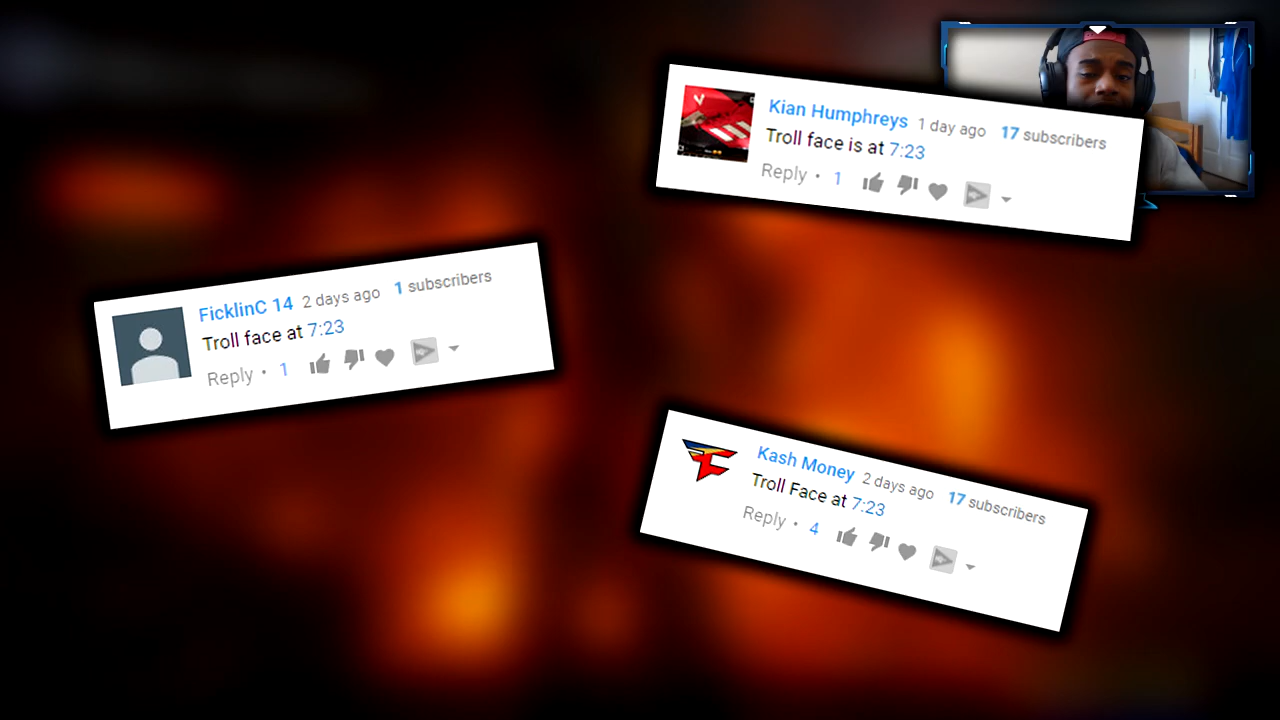 Kian Humphreys 1 day ago 17 subscribers
Troll face is at 7:23
Reply • 1
FicklinC 14 2 days ago 1 subscribers
Troll face at 7:23
Reply • 1
Kash Money 2 days ago 17 subscribers
Troll Face at 7:23
Reply • 4